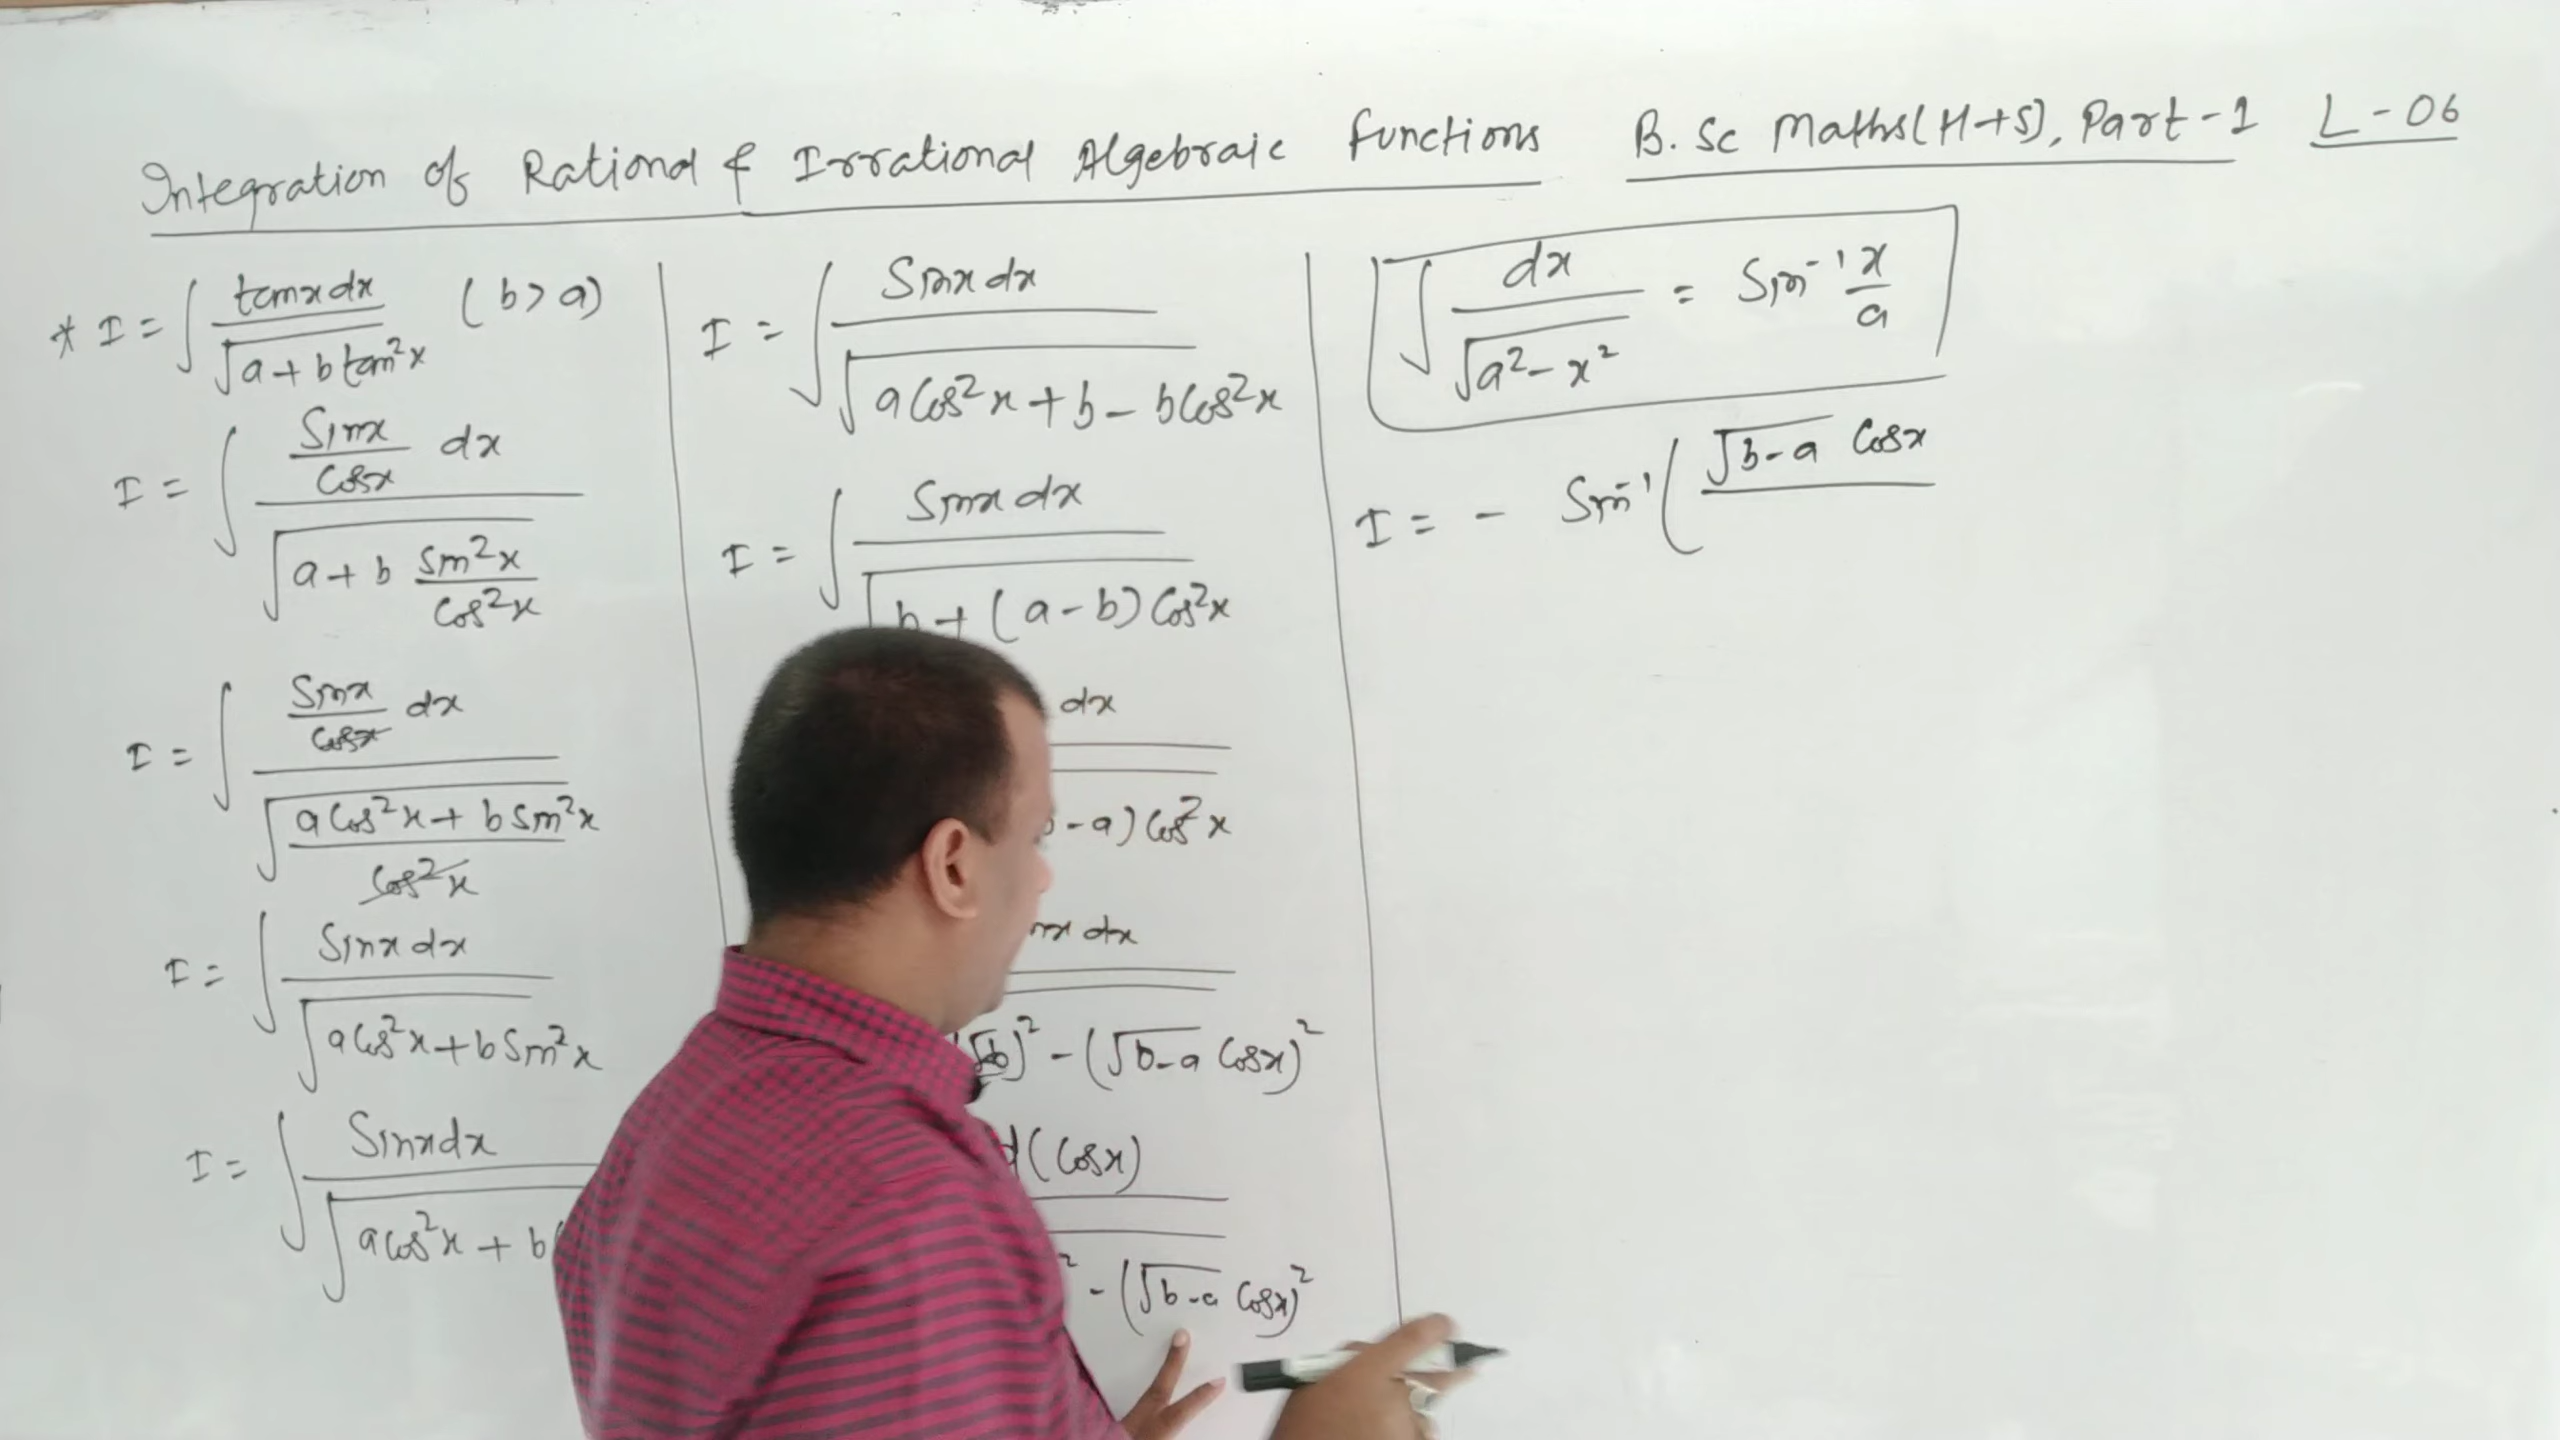 Integration of Rational & Irrational Algebraic Functions B.Sc Maths(H+S), Part-1 L-06
* I = ∫ tanx dx / √(a + b tan²x) (b > a)
I = ∫ (Sinx/Cosx) dx / √(a + b Sin²x/Cos²x)
I = ∫ (Sinx/Cosx) dx / √((a Cos²x + b Sin²x)/Cos²x)
I = ∫ Sinx dx / √(a Cos²x + b Sin²x)
I = ∫ Sinx dx / √(a cos²x + b
I = ∫ Sinx dx / √(a Cos²x + b - b Cos²x)
I = ∫ Sinx dx / √(b + (a - b) Cos²x)
dx
- a) Cos²x
dx
(√b)² - (√b-a Cosx)²
d(Cosx)
² - (√b-a Cosx)²
∫ dx / √(a² - x²) = Sin⁻¹ x/a
I = - Sin⁻¹ ( √b-a Cosx